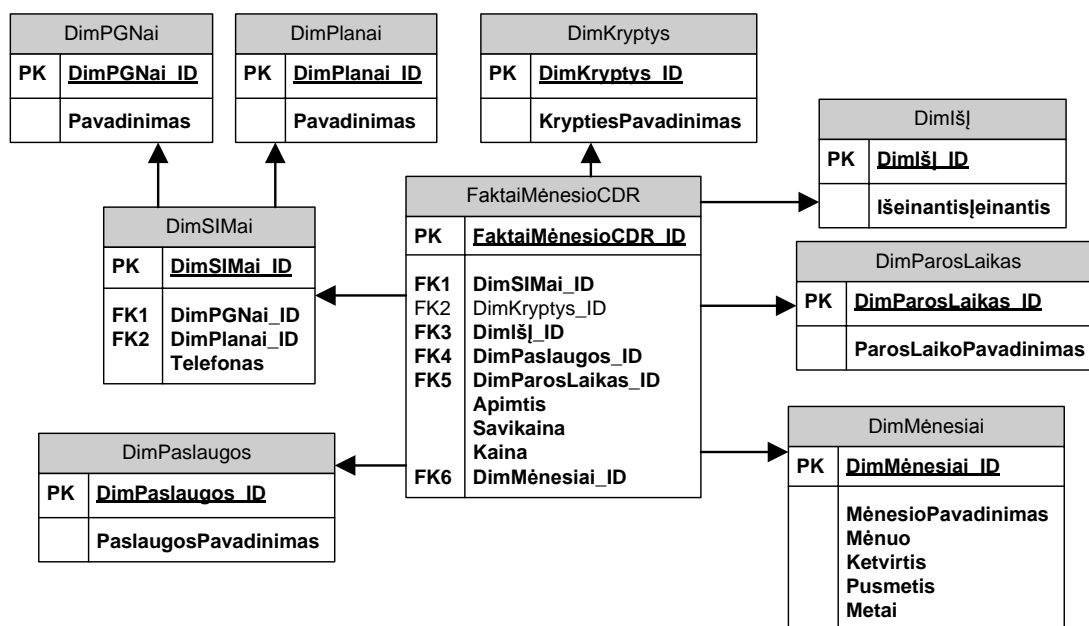 DimPGNai
PK DimPGNai_ID
Pavadinimas
DimPlanai
PK DimPlanai_ID
Pavadinimas
DimKryptys
PK DimKryptys_ID
KryptiesPavadinimas
DimIšĮ
PK DimIšĮ_ID
IšeinantisĮeinantis
DimSIMai
PK DimSIMai_ID
FK1 DimPGNai_ID
FK2 DimPlanai_ID
Telefonas
FaktaiMėnesioCDR
PK FaktaiMėnesioCDR_ID
FK1 DimSIMai_ID
FK2 DimKryptys_ID
FK3 DimIšĮ_ID
FK4 DimPaslaugos_ID
FK5 DimParosLaikas_ID
Apimtis
Savikaina
Kaina
FK6 DimMėnesiai_ID
DimParosLaikas
PK DimParosLaikas_ID
ParosLaikoPavadinimas
DimPaslaugos
PK DimPaslaugos_ID
PaslaugosPavadinimas
DimMėnesiai
PK DimMėnesiai_ID
MėnesioPavadinimas
Mėnuo
Ketvirtis
Pusmetis
Metai